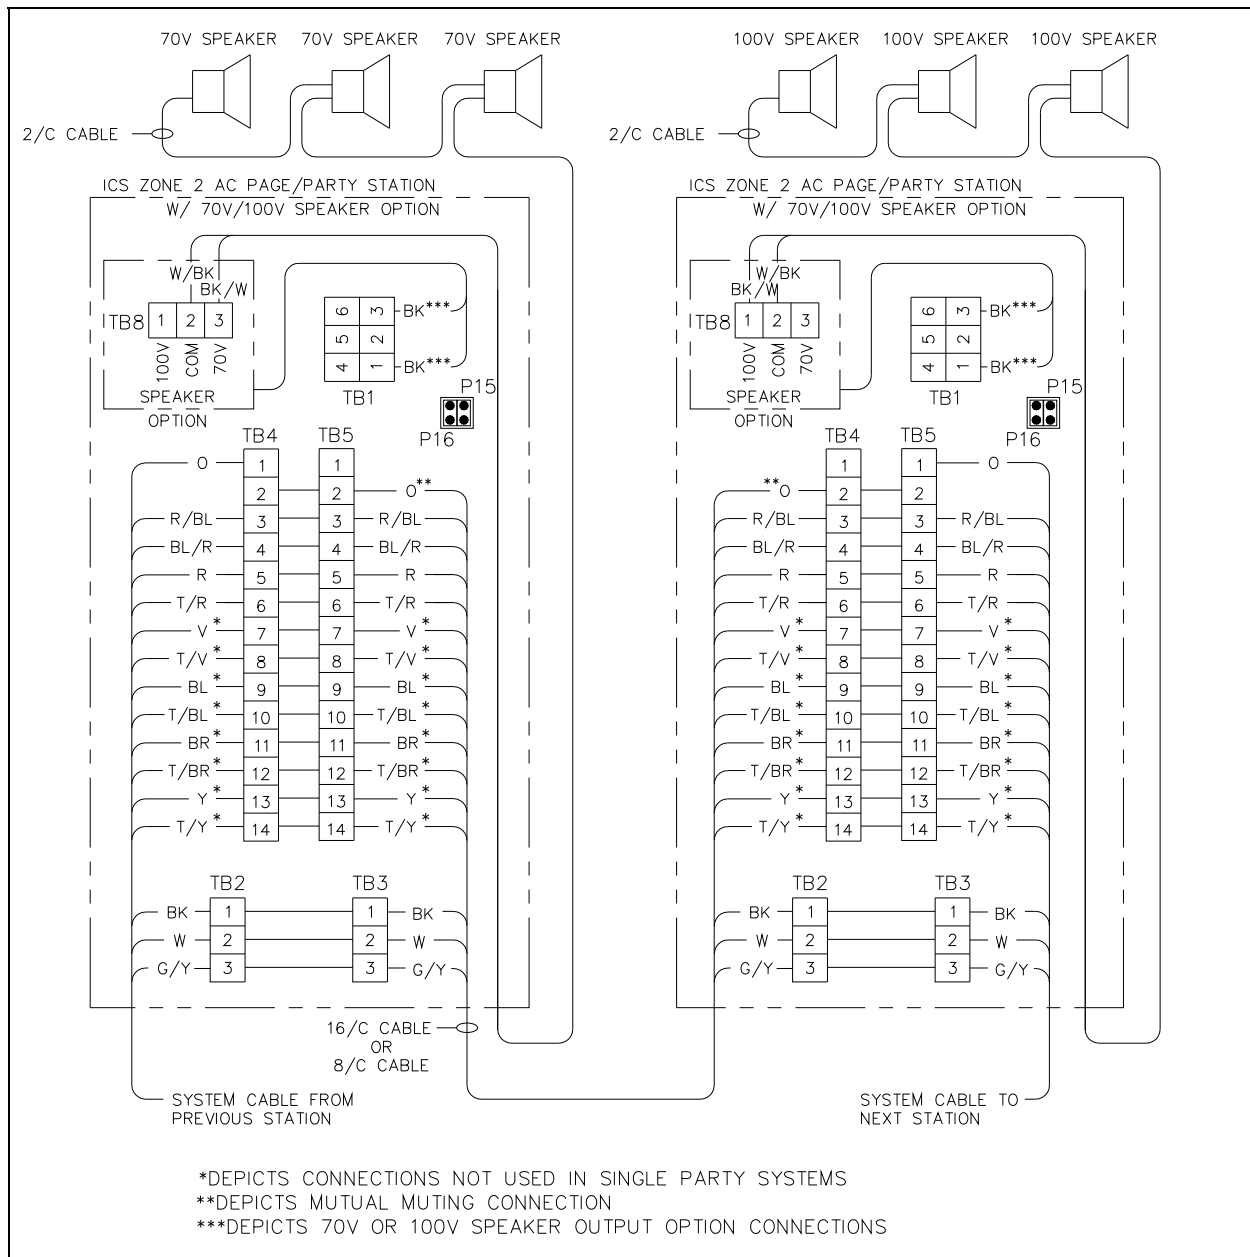 70V SPEAKER 70V SPEAKER 70V SPEAKER 100V SPEAKER 100V SPEAKER 100V SPEAKER
2/C CABLE 2/C CABLE
ICS ZONE 2 AC PAGE/PARTY STATION
W/ 70V/100V SPEAKER OPTION
W/BK
BK/W
TB8 1 2 3
100V COM 70V
SPEAKER
OPTION
6 3 BK***
5 2
4 1 BK***
TB1
P15
P16
TB4 TB5
O 1 1
2 2 O**
R/BL 3 3 R/BL
BL/R 4 4 BL/R
R 5 5 R
T/R 6 6 T/R
V* 7 7 V*
T/V* 8 8 T/V*
BL* 9 9 BL*
T/BL* 10 10 T/BL*
BR* 11 11 BR*
T/BR* 12 12 T/BR*
Y* 13 13 Y*
T/Y* 14 14 T/Y*
TB2 TB3
BK 1 1 BK
W 2 2 W
G/Y 3 3 G/Y
16/C CABLE
OR
8/C CABLE
SYSTEM CABLE FROM
PREVIOUS STATION
ICS ZONE 2 AC PAGE/PARTY STATION
W/ 70V/100V SPEAKER OPTION
W/BK
BK/W
TB8 1 2 3
100V COM 70V
SPEAKER
OPTION
6 3 BK***
5 2
4 1 BK***
TB1
P15
P16
TB4 TB5
1 1 O
**O 2 2
R/BL 3 3 R/BL
BL/R 4 4 BL/R
R 5 5 R
T/R 6 6 T/R
V* 7 7 V*
T/V* 8 8 T/V*
BL* 9 9 BL*
T/BL* 10 10 T/BL*
BR* 11 11 BR*
T/BR* 12 12 T/BR*
Y* 13 13 Y*
T/Y* 14 14 T/Y*
TB2 TB3
BK 1 1 BK
W 2 2 W
G/Y 3 3 G/Y
SYSTEM CABLE TO
NEXT STATION
*DEPICTS CONNECTIONS NOT USED IN SINGLE PARTY SYSTEMS
**DEPICTS MUTUAL MUTING CONNECTION
***DEPICTS 70V OR 100V SPEAKER OUTPUT OPTION CONNECTIONS